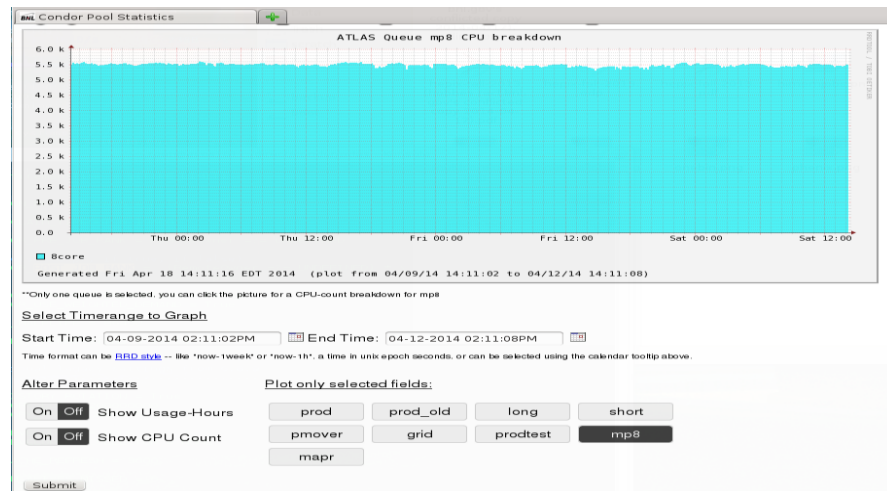 BNL Condor Pool Statistics
ATLAS Queue mp8 CPU breakdown
6.0 k
5.5 k
5.0 k
4.5 k
4.0 k
3.5 k
3.0 k
2.5 k
2.0 k
1.5 k
1.0 k
0.5 k
0.0
Thu 00:00 Thu 12:00 Fri 00:00 Fri 12:00 Sat 00:00 Sat 12:00
8core
Generated Fri Apr 18 14:11:16 EDT 2014 (plot from 04/09/14 14:11:02 to 04/12/14 14:11:08)
RRDTOOL / TOBI OETIKER
**Only one queue is selected, you can click the picture for a CPU-count breakdown for mp8
Select Timerange to Graph
Start Time: 04-09-2014 02:11:02PM End Time: 04-12-2014 02:11:08PM
Time format can be RRD style -- like "now-1week" or "now-1h", a time in unix epoch seconds, or can be selected using the calendar tooltip above.
Alter Parameters Plot only selected fields:
On Off Show Usage-Hours prod prod_old long short
On Off Show CPU Count pmover grid prodtest mp8
mapr
Submit